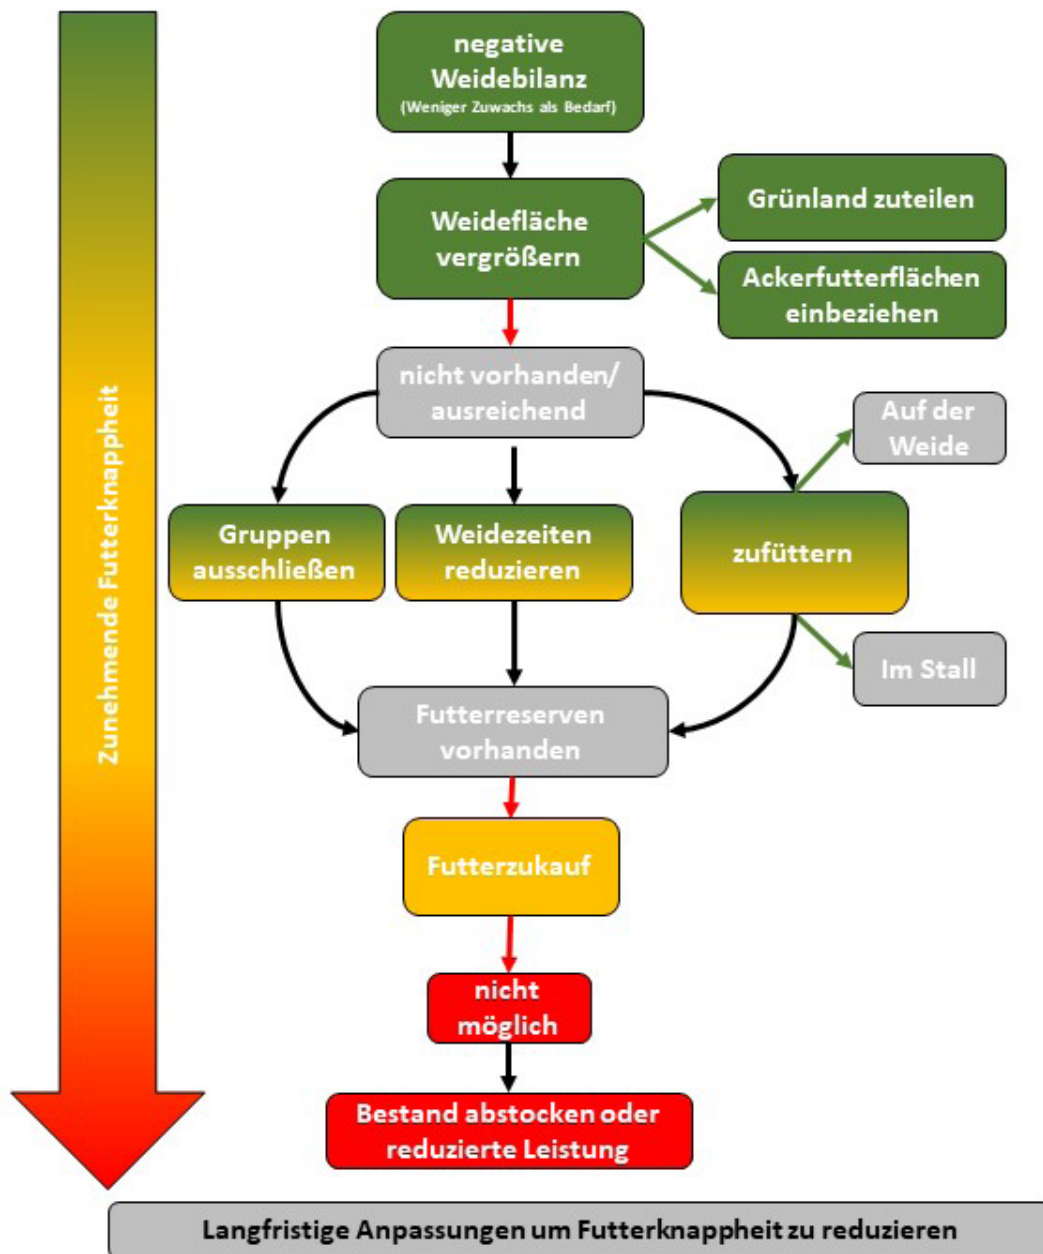 negative
Weidebilanz
(Weniger Zuwachs als Bedarf)
Weidefläche
vergrößern
Grünland zuteilen
Ackerfutterflächen
einbeziehen
nicht vorhanden/
ausreichend
Auf der
Weide
Gruppen
ausschließen
Weidezeiten
reduzieren
zufüttern
Im Stall
Futterreserven
vorhanden
Futterzukauf
nicht
möglich
Bestand abstocken oder
reduzierte Leistung
Zunehmende Futterknappheit
Langfristige Anpassungen um Futterknappheit zu reduzieren